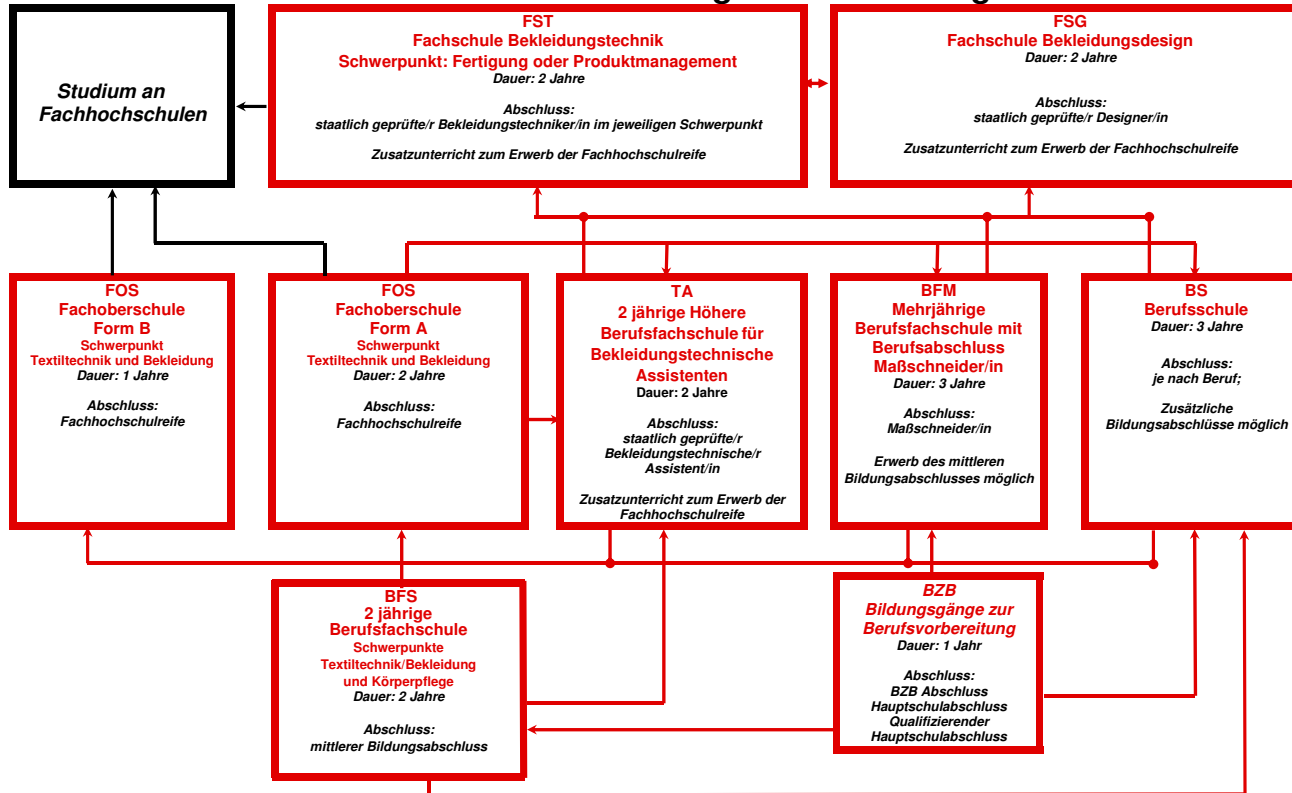 FST
Fachschule Bekleidungstechnik
Schwerpunkt: Fertigung oder Produktmanagement
Dauer: 2 Jahre
Abschluss:
staatlich geprüfte/r Bekleidungstechniker/in im jeweiligen Schwerpunkt
Zusatzunterricht zum Erwerb der Fachhochschulreife
FSG
Fachschule Bekleidungsdesign
Dauer: 2 Jahre
Abschluss:
staatlich geprüfte/r Designer/in
Zusatzunterricht zum Erwerb der Fachhochschulreife
Studium an
Fachhochschulen
FOS
Fachoberschule
Form B
Schwerpunkt
Textiltechnik und Bekleidung
Dauer: 1 Jahre
Abschluss:
Fachhochschulreife
FOS
Fachoberschule
Form A
Schwerpunkt
Textiltechnik und Bekleidung
Dauer: 2 Jahre
Abschluss:
Fachhochschulreife
TA
2 jährige Höhere
Berufsfachschule für
Bekleidungstechnische
Assistenten
Dauer: 2 Jahre
Abschluss:
staatlich geprüfte/r
Bekleidungstechnische/r
Assistent/in
Zusatzunterricht zum Erwerb der
Fachhochschulreife
BFM
Mehrjährige
Berufsfachschule mit
Berufsabschluss
Maßschneider/in
Dauer: 3 Jahre
Abschluss:
Maßschneider/in
Erwerb des mittleren
Bildungsabschlusses möglich
BS
Berufsschule
Dauer: 3 Jahre
Abschluss:
je nach Beruf;
Zusätzliche
Bildungsabschlüsse möglich
BFS
2 jährige
Berufsfachschule
Schwerpunkte
Textiltechnik/Bekleidung
und Körperpflege
Dauer: 2 Jahre
Abschluss:
mittlerer Bildungsabschluss
BZB
Bildungsgänge zur
Berufsvorbereitung
Dauer: 1 Jahr
Abschluss:
BZB Abschluss
Hauptschulabschluss
Qualifizierender
Hauptschulabschluss